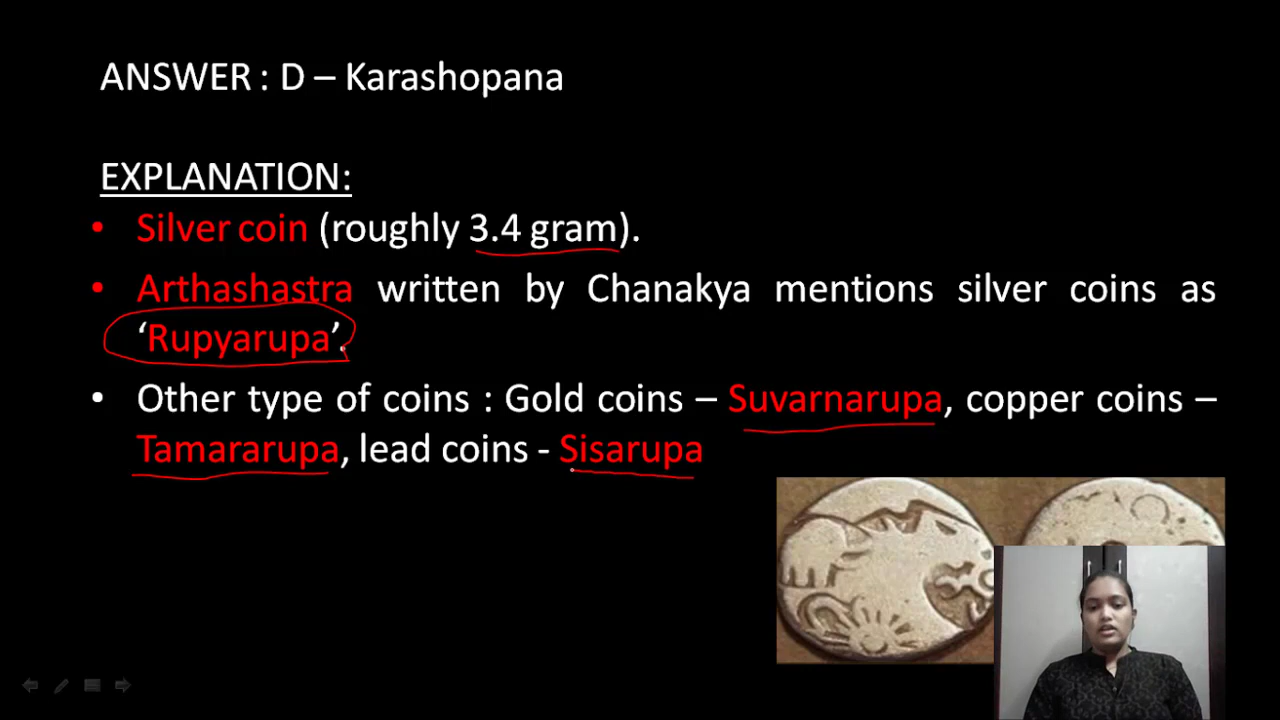 ANSWER : D – Karashopana
EXPLANATION:
• Silver coin (roughly 3.4 gram).
• Arthashastra written by Chanakya mentions silver coins as
‘Rupyarupa’.
• Other type of coins : Gold coins – Suvarnarupa, copper coins –
Tamararupa, lead coins - Sisarupa